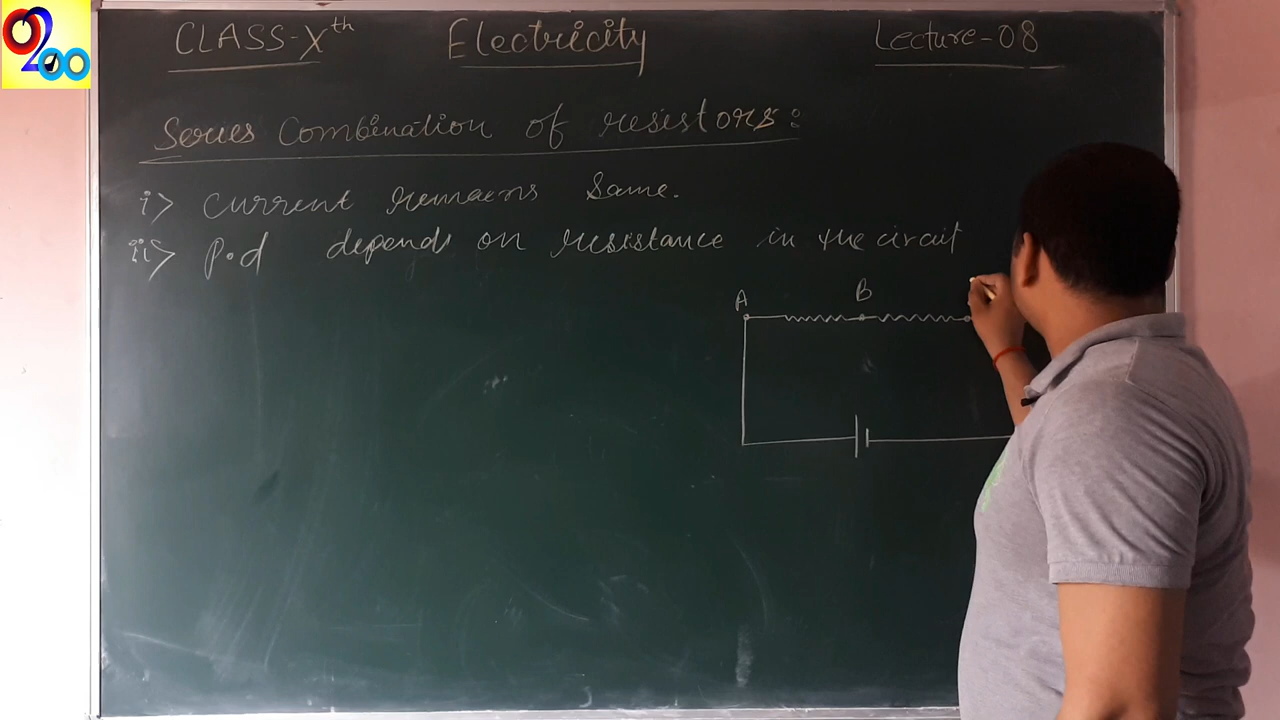 0200
CLASS-Xth Electricity Lecture-08
Series Combination of resistors:
i> current remains same.
ii> P.d depends on resistance in the circuit
A B